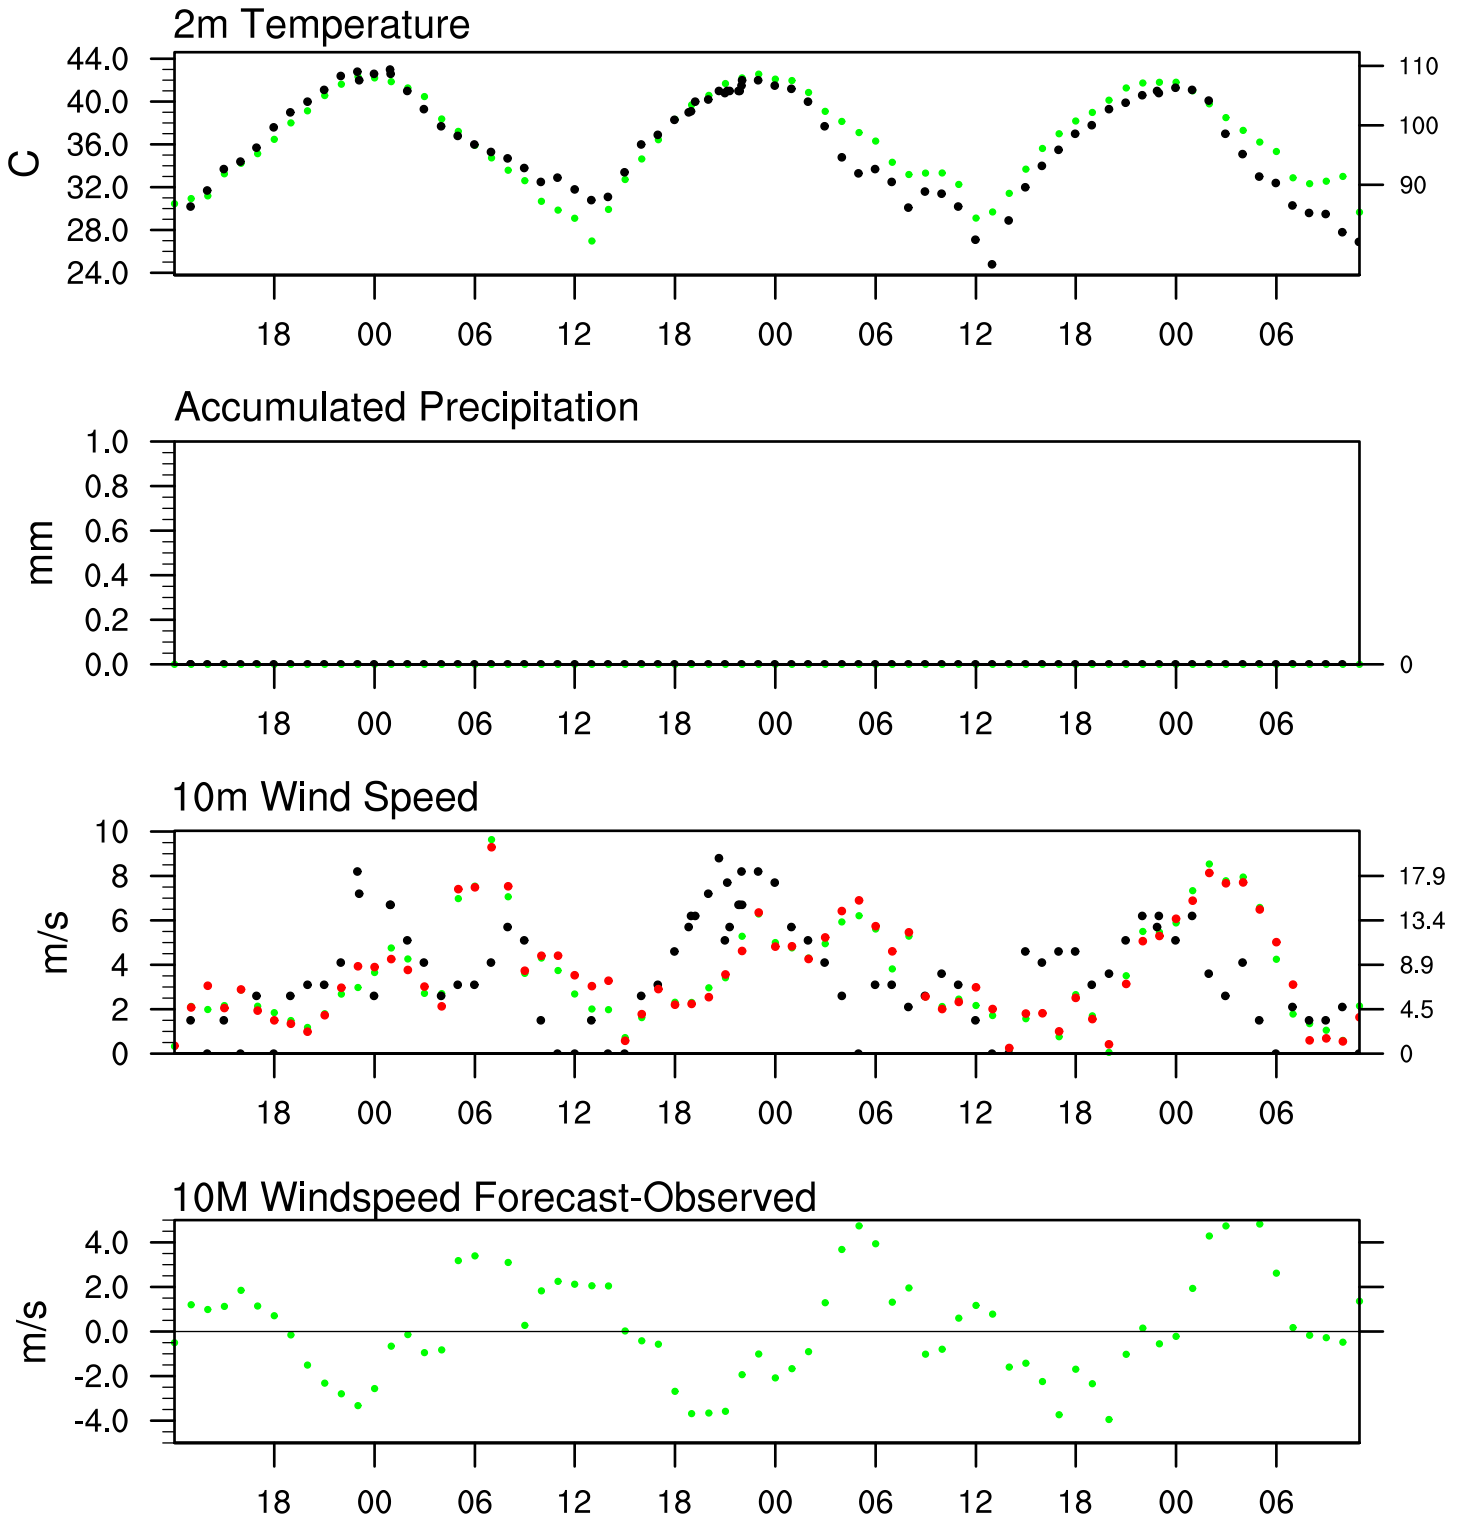 2m Temperature
44.0
40.0
36.0
32.0
28.0
24.0
C
110
100
90
18 00 06 12 18 00 06 12 18 00 06
Accumulated Precipitation
1.0
0.8
0.6
0.4
0.2
0.0
mm
0
18 00 06 12 18 00 06 12 18 00 06
10m Wind Speed
10
8
6
4
2
0
m/s
17.9
13.4
8.9
4.5
0
18 00 06 12 18 00 06 12 18 00 06
10M Windspeed Forecast-Observed
4.0
2.0
0.0
-2.0
-4.0
m/s
18 00 06 12 18 00 06 12 18 00 06